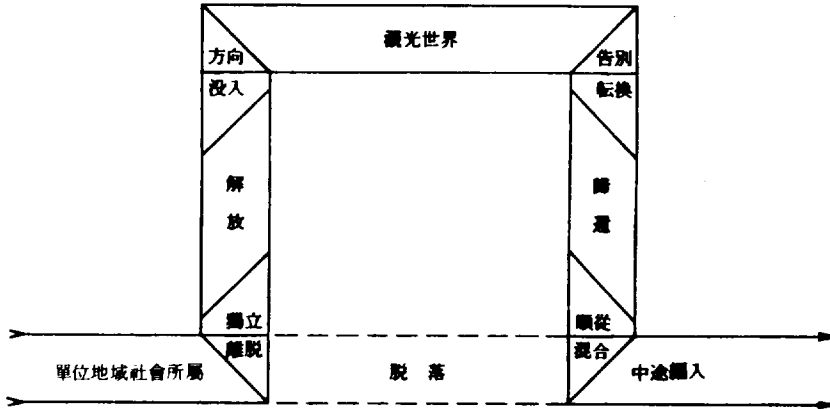 觀光世界
方向
告別
没入
転換
解放
歸還
獨立
順從
離脱
混合
單位地域社會所屬
脱落
中途編入